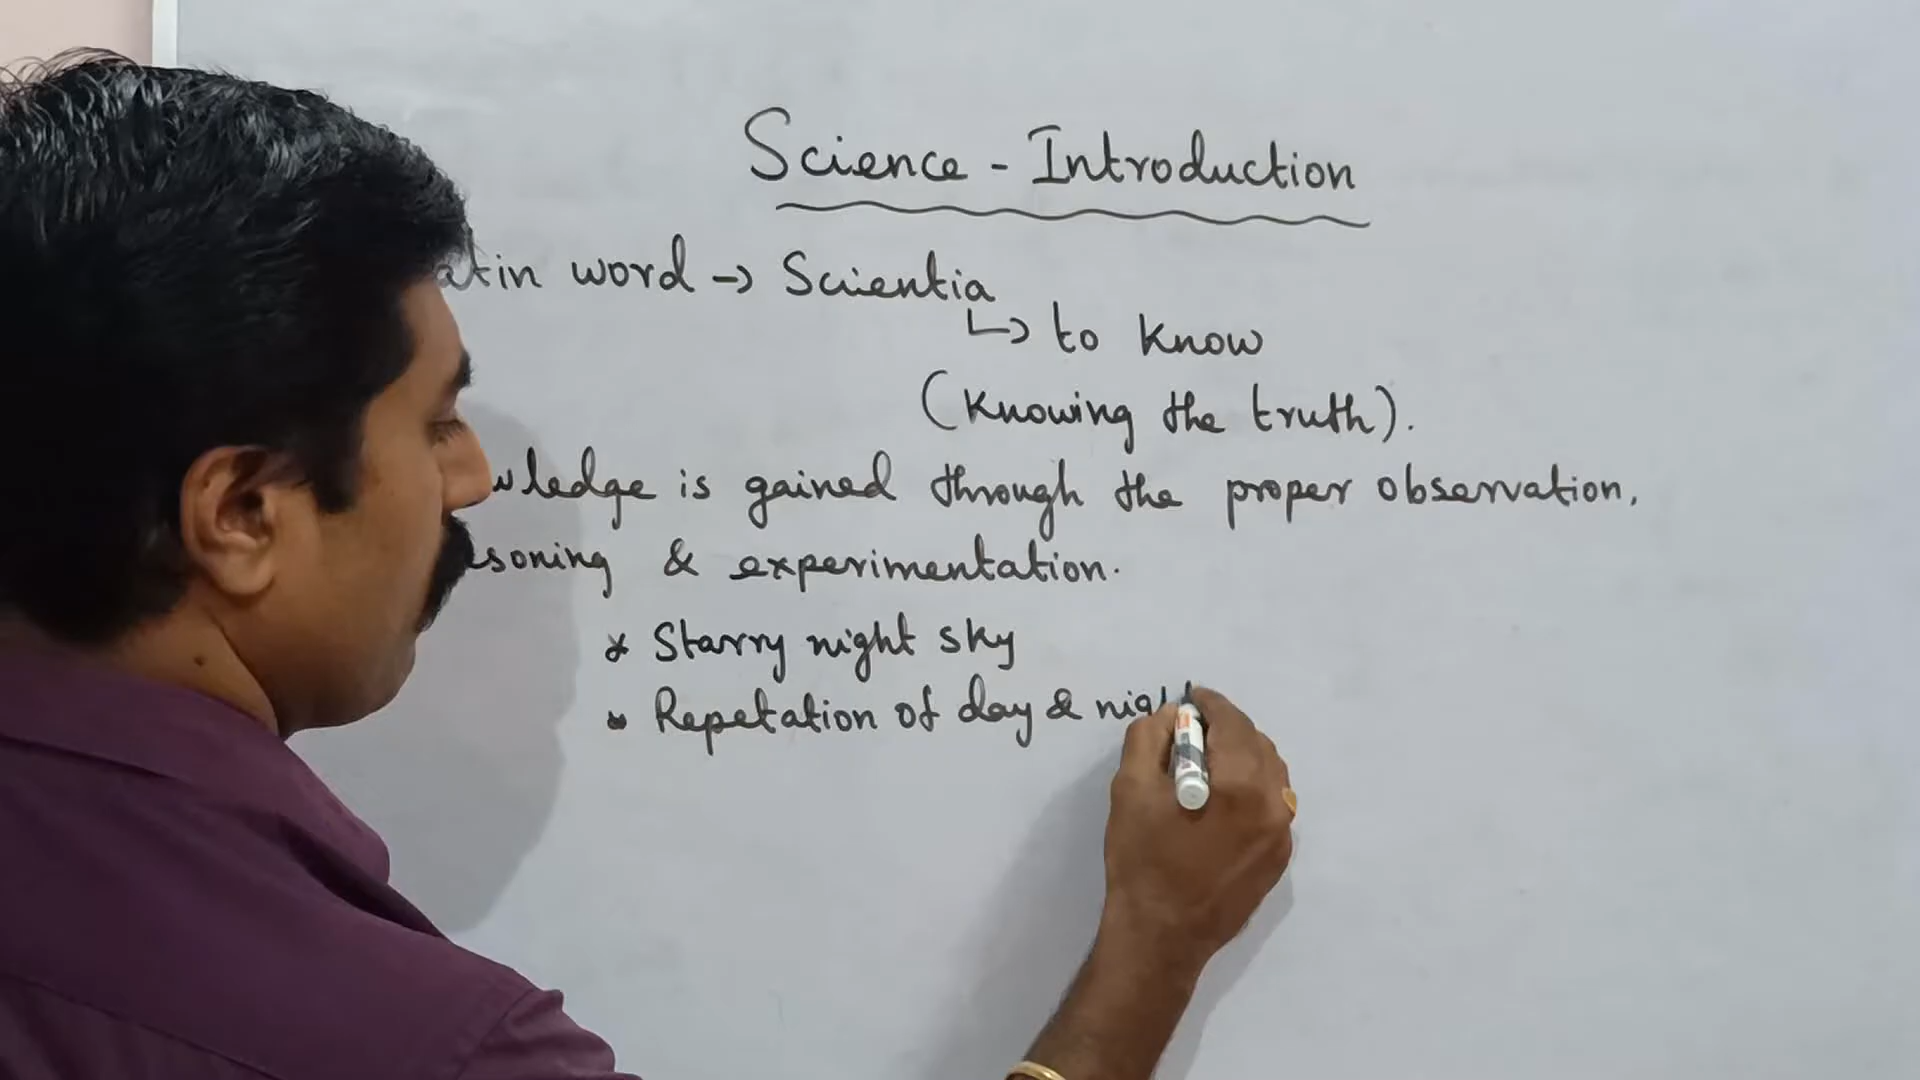 Science - Introduction
atin word → Scientia
↳ to know
(Knowing the truth).
wledge is gained through the proper observation,
soning & experimentation.
* Starry night sky
* Repetation of day & nigh